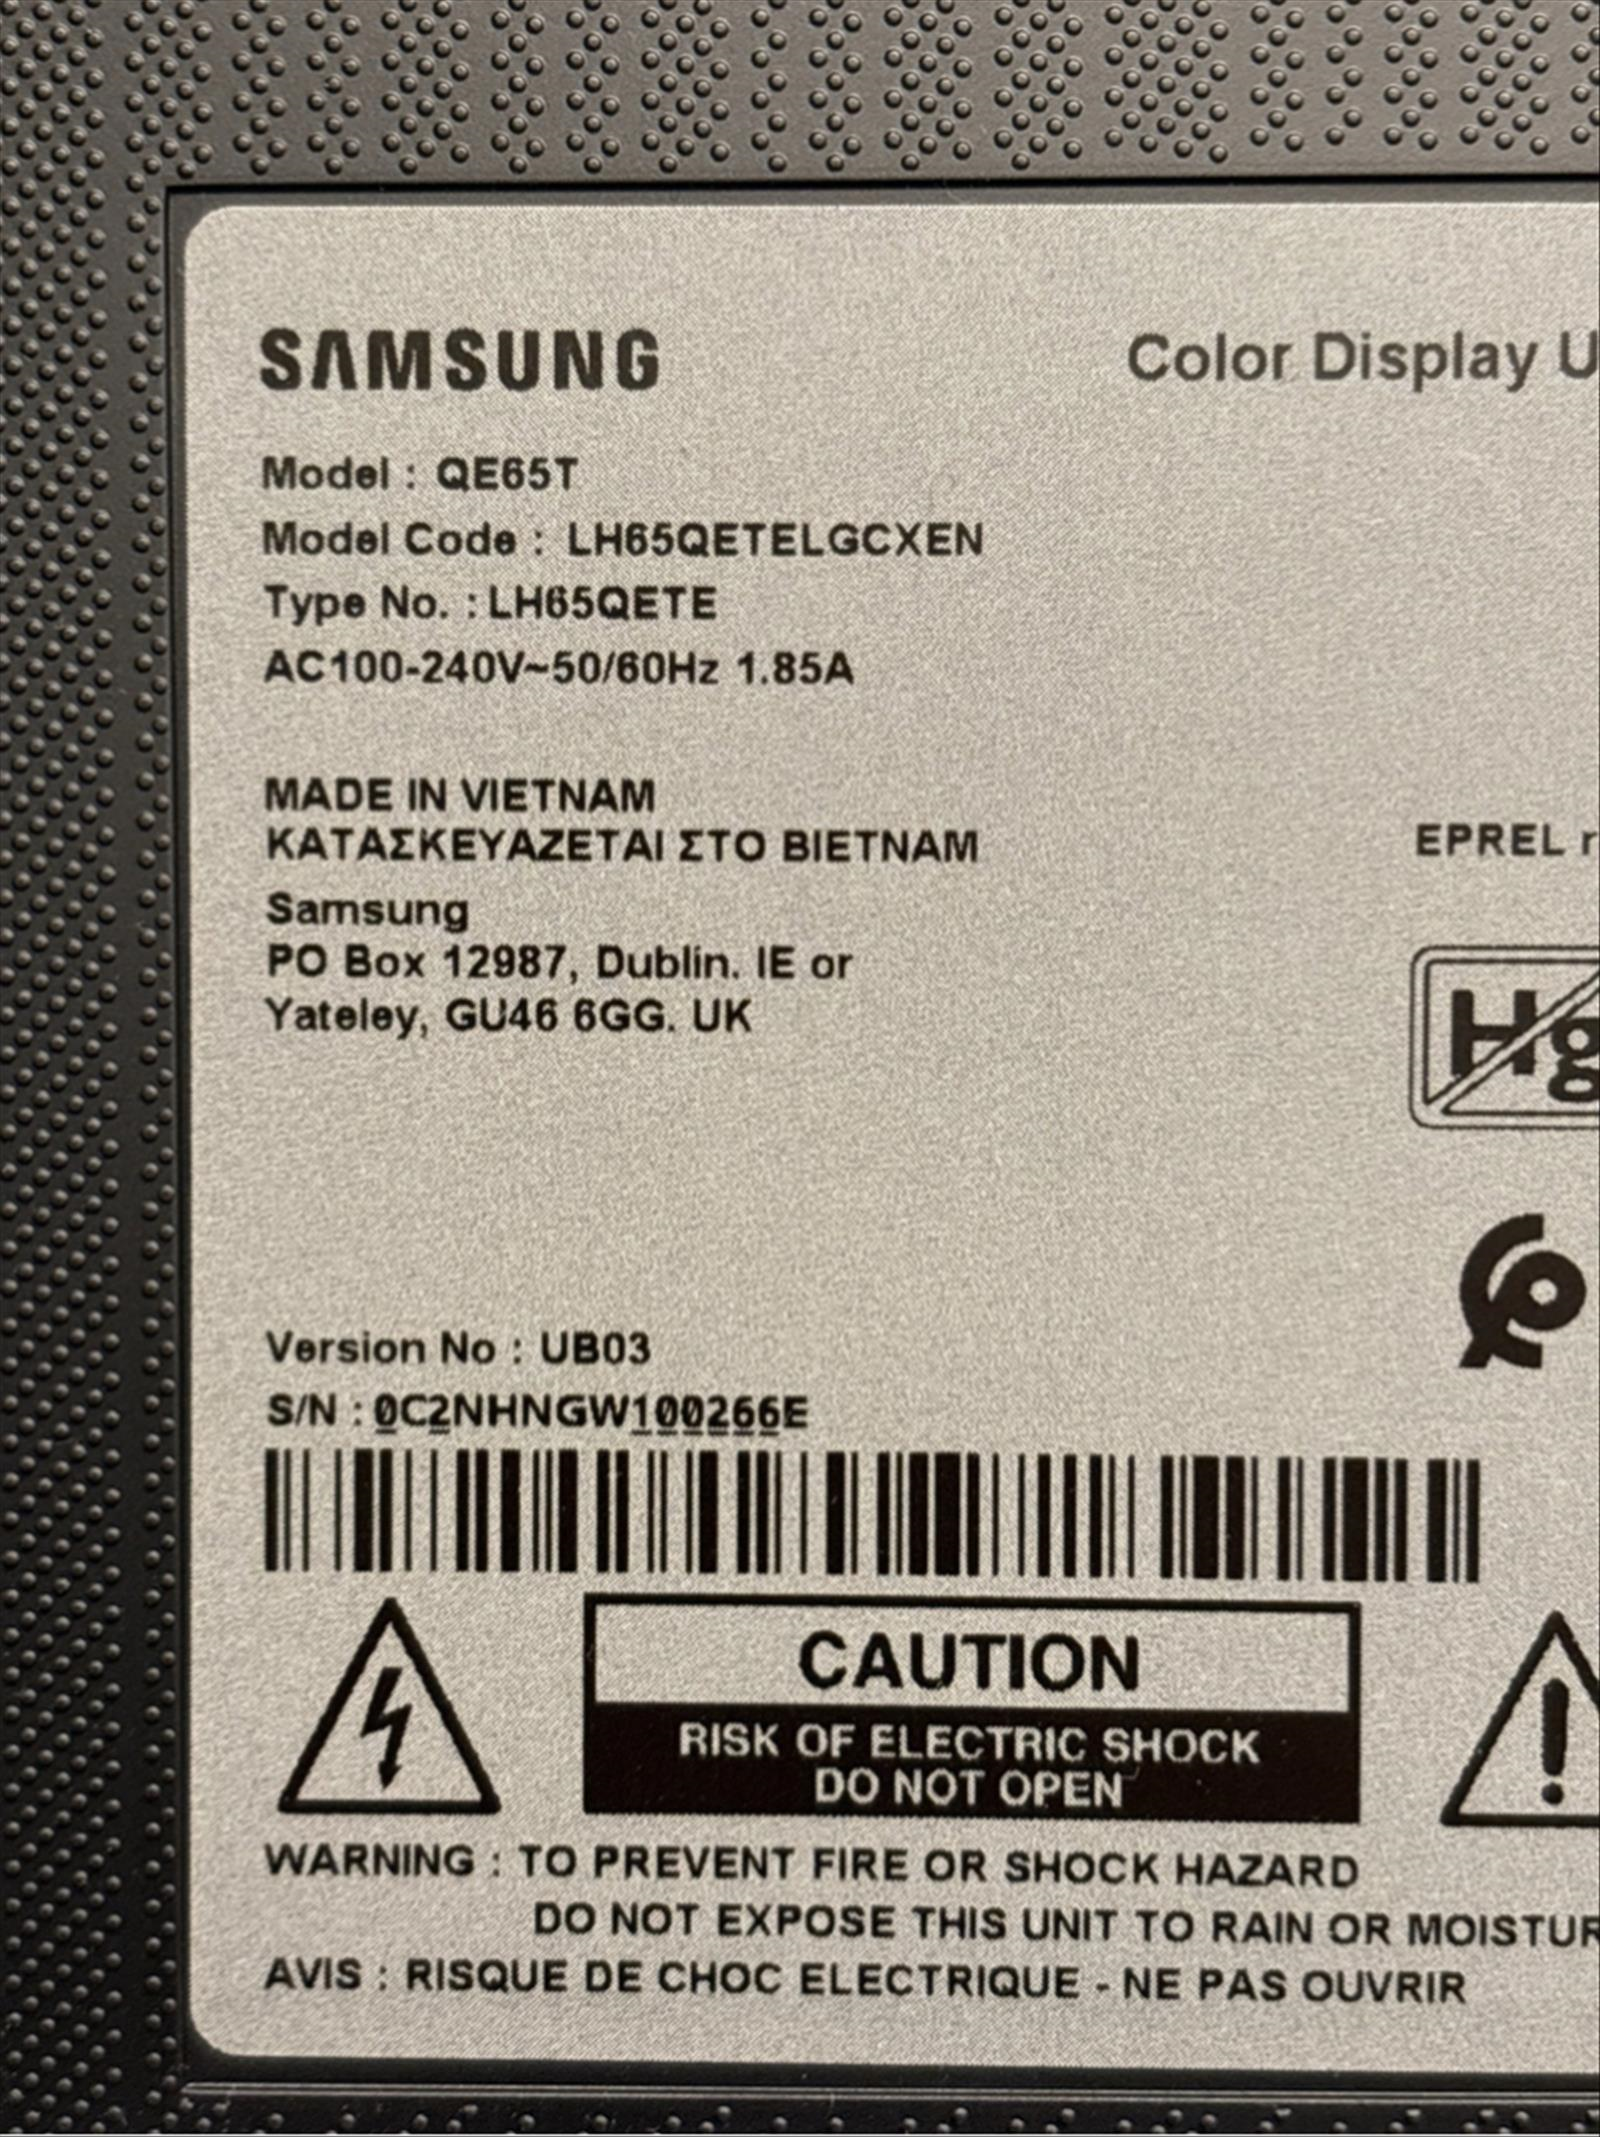 SAMSUNG
Color Display U
Model : QE65T
Model Code : LH65QETELGCXEN
Type No. : LH65QETE
AC100-240V~50/60Hz 1.85A
MADE IN VIETNAM
ΚΑΤΑΣΚΕΥΑΖΕΤΑΙ ΣΤΟ ΒΙΕΤΝΑΜ
EPREL r
Samsung
PO Box 12987, Dublin. IE or
Yateley, GU46 6GG. UK
Hg
Version No : UB03
S/N : 0C2NHNGW100266E
CAUTION
RISK OF ELECTRIC SHOCK
DO NOT OPEN
WARNING : TO PREVENT FIRE OR SHOCK HAZARD
DO NOT EXPOSE THIS UNIT TO RAIN OR MOISTUR
AVIS : RISQUE DE CHOC ELECTRIQUE - NE PAS OUVRIR